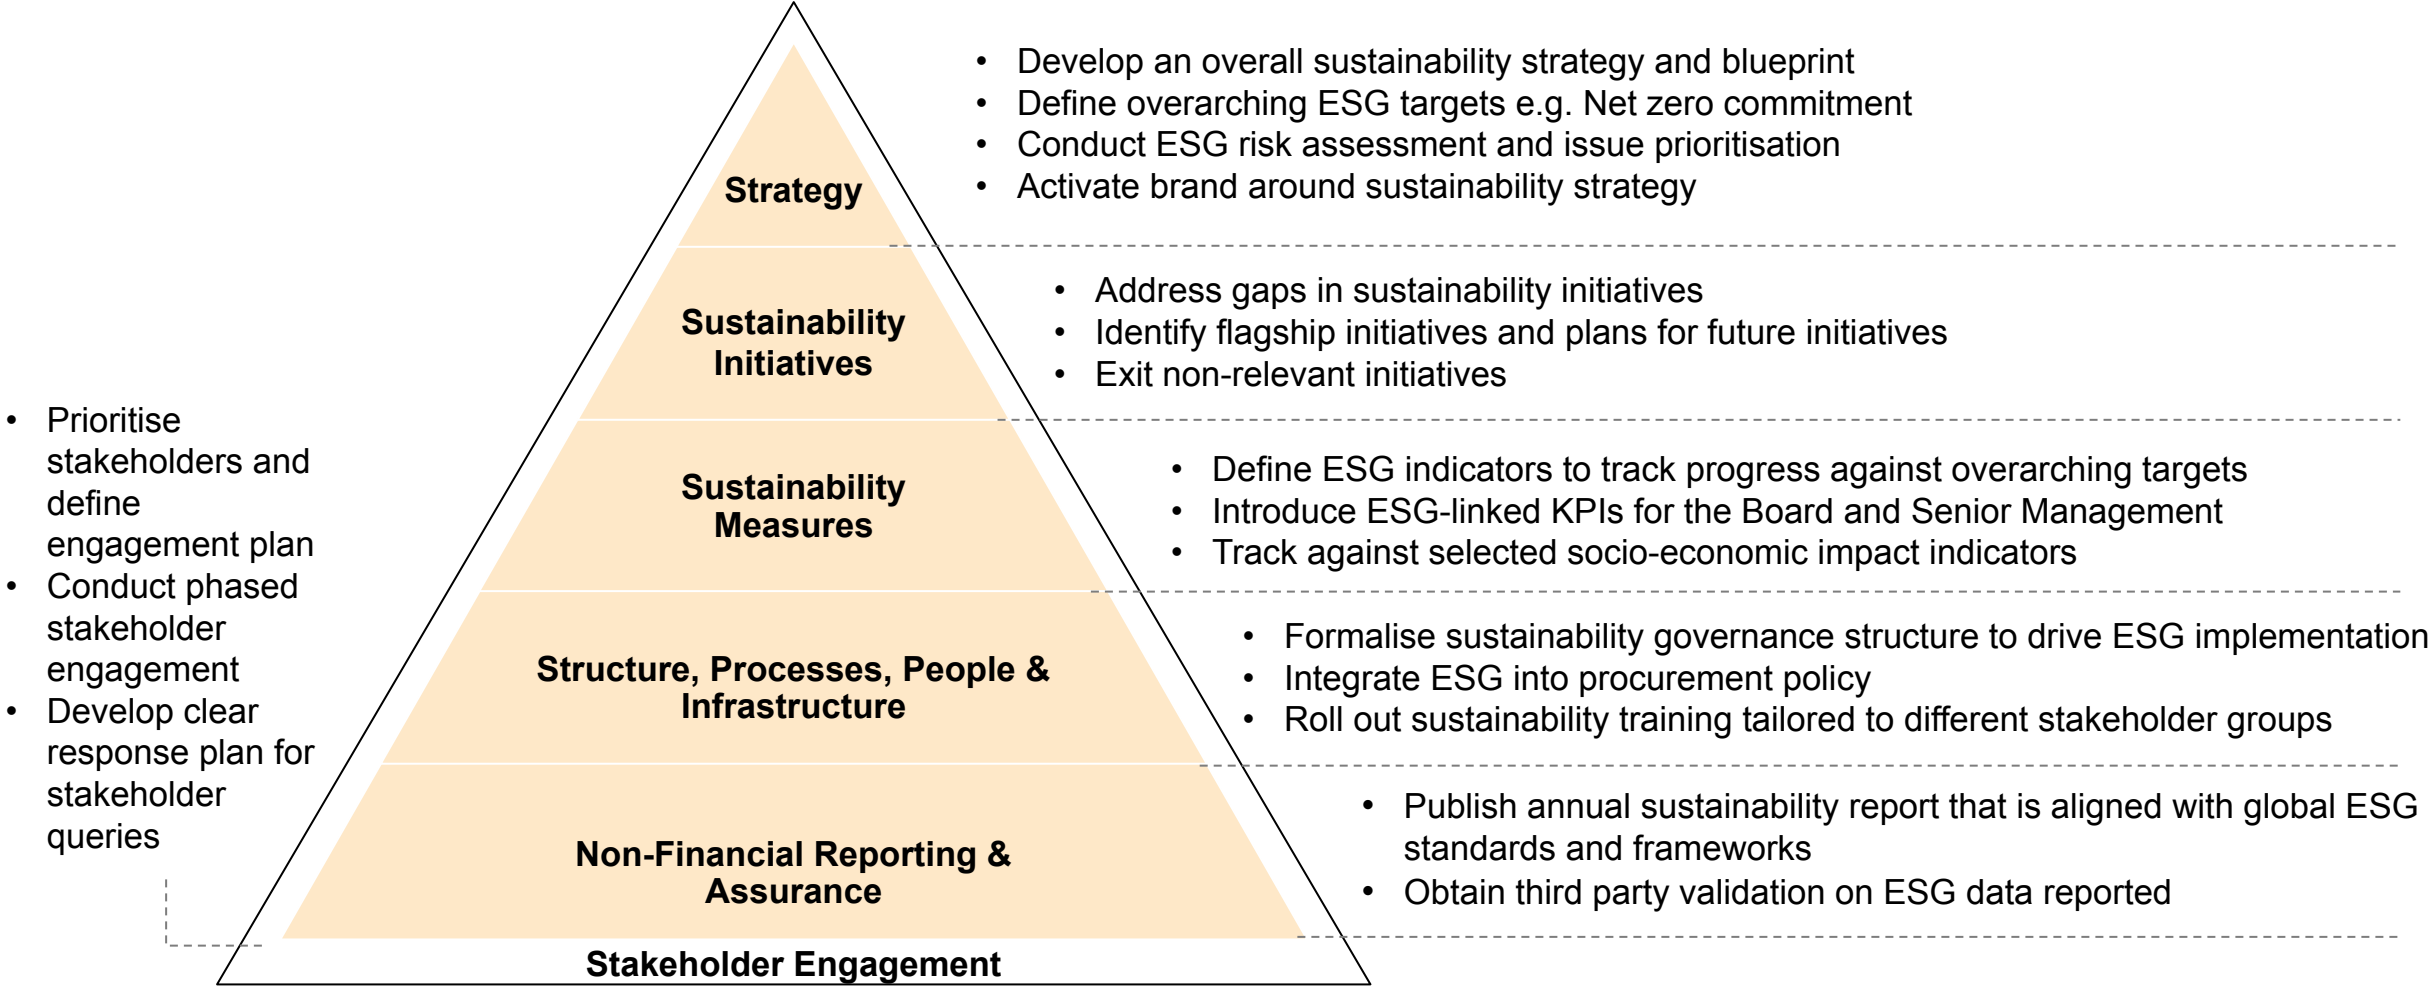 Strategy
• Develop an overall sustainability strategy and blueprint
• Define overarching ESG targets e.g. Net zero commitment
• Conduct ESG risk assessment and issue prioritisation
• Activate brand around sustainability strategy
Sustainability
Initiatives
• Address gaps in sustainability initiatives
• Identify flagship initiatives and plans for future initiatives
• Exit non-relevant initiatives
Sustainability
Measures
• Define ESG indicators to track progress against overarching targets
• Introduce ESG-linked KPIs for the Board and Senior Management
• Track against selected socio-economic impact indicators
Structure, Processes, People &
Infrastructure
• Formalise sustainability governance structure to drive ESG implementation
• Integrate ESG into procurement policy
• Roll out sustainability training tailored to different stakeholder groups
Non-Financial Reporting &
Assurance
• Publish annual sustainability report that is aligned with global ESG
standards and frameworks
• Obtain third party validation on ESG data reported
Stakeholder Engagement
• Prioritise
stakeholders and
define
engagement plan
• Conduct phased
stakeholder
engagement
• Develop clear
response plan for
stakeholder
queries